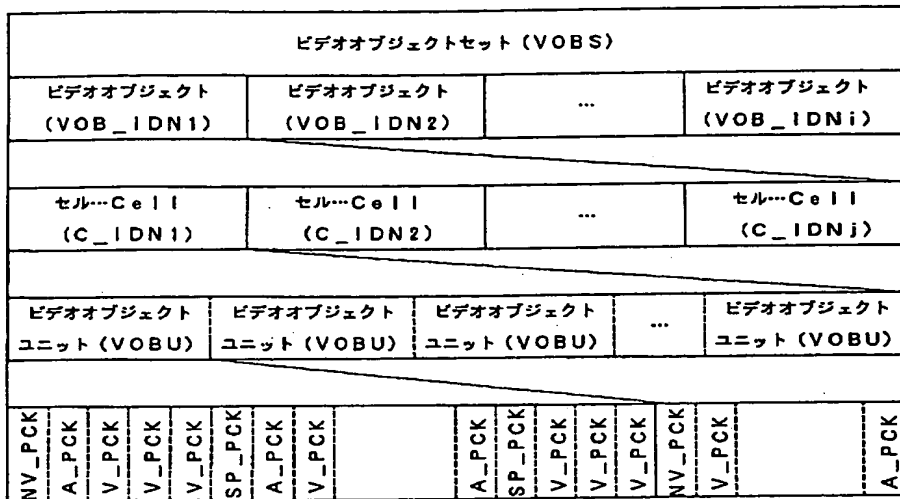 ビデオオブジェクトセット(VOBS)
ビデオオブジェクト
(VOB_IDN1)
ビデオオブジェクト
(VOB_IDN2)
…
ビデオオブジェクト
(VOB_IDNi)
セル…Cell
(C_IDN1)
セル…Cell
(C_IDN2)
…
セル…Cell
(C_IDNj)
ビデオオブジェクト
ユニット(VOBU)
ビデオオブジェクト
ユニット(VOBU)
ビデオオブジェクト
ユニット(VOBU)
…
ビデオオブジェクト
ユニット(VOBU)
NV_PCK
A_PCK
V_PCK
V_PCK
V_PCK
SP_PCK
A_PCK
V_PCK
A_PCK
SP_PCK
V_PCK
V_PCK
V_PCK
NV_PCK
V_PCK
A_PCK